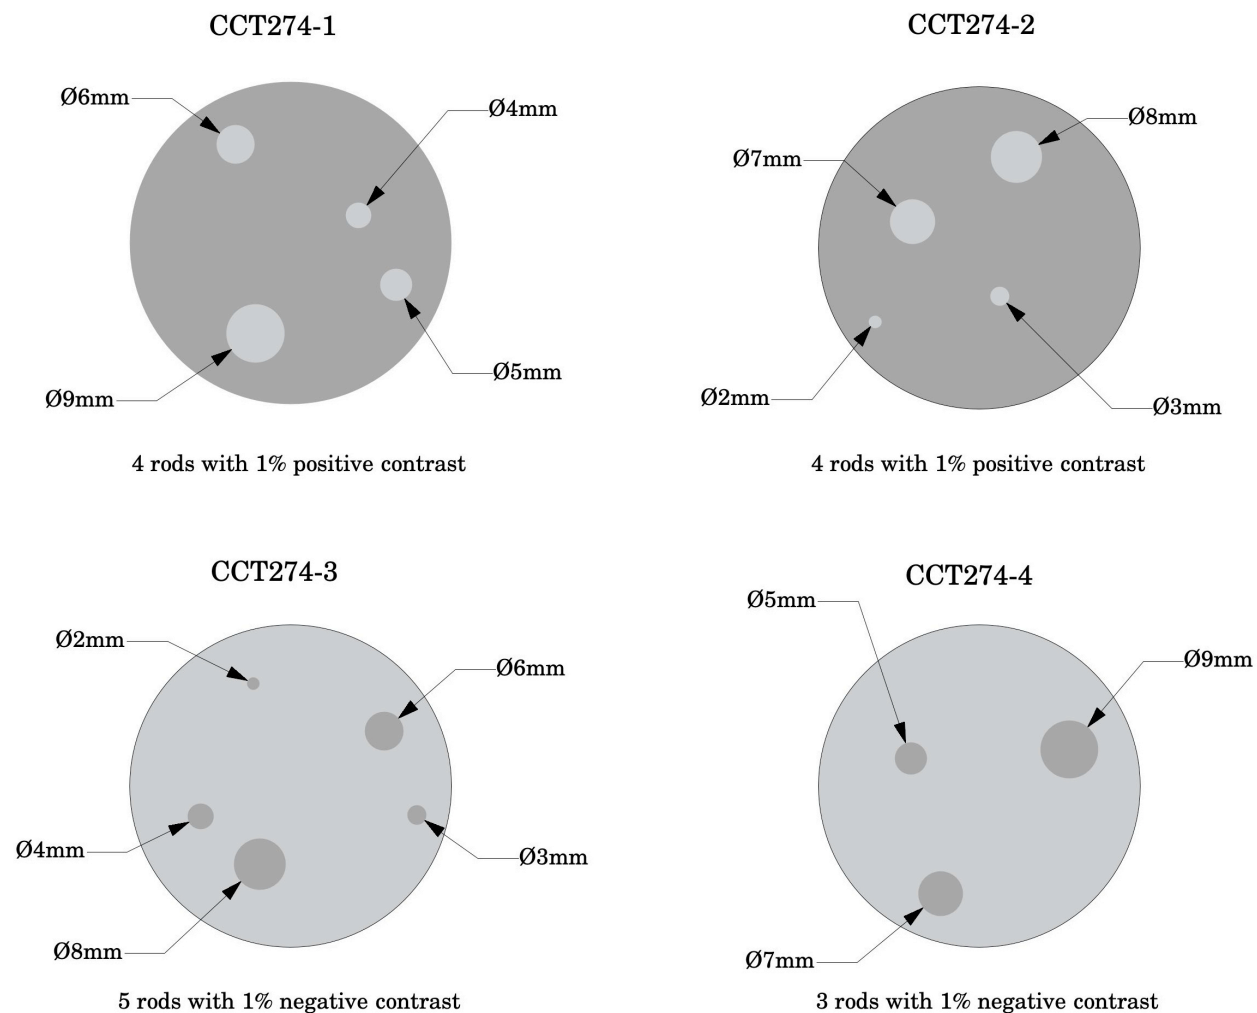 CCT274-1
Ø6mm
Ø4mm
Ø5mm
Ø9mm
4 rods with 1% positive contrast
CCT274-2
Ø8mm
Ø7mm
Ø2mm
Ø3mm
4 rods with 1% positive contrast
CCT274-3
Ø2mm
Ø6mm
Ø4mm
Ø3mm
Ø8mm
5 rods with 1% negative contrast
CCT274-4
Ø5mm
Ø9mm
Ø7mm
3 rods with 1% negative contrast